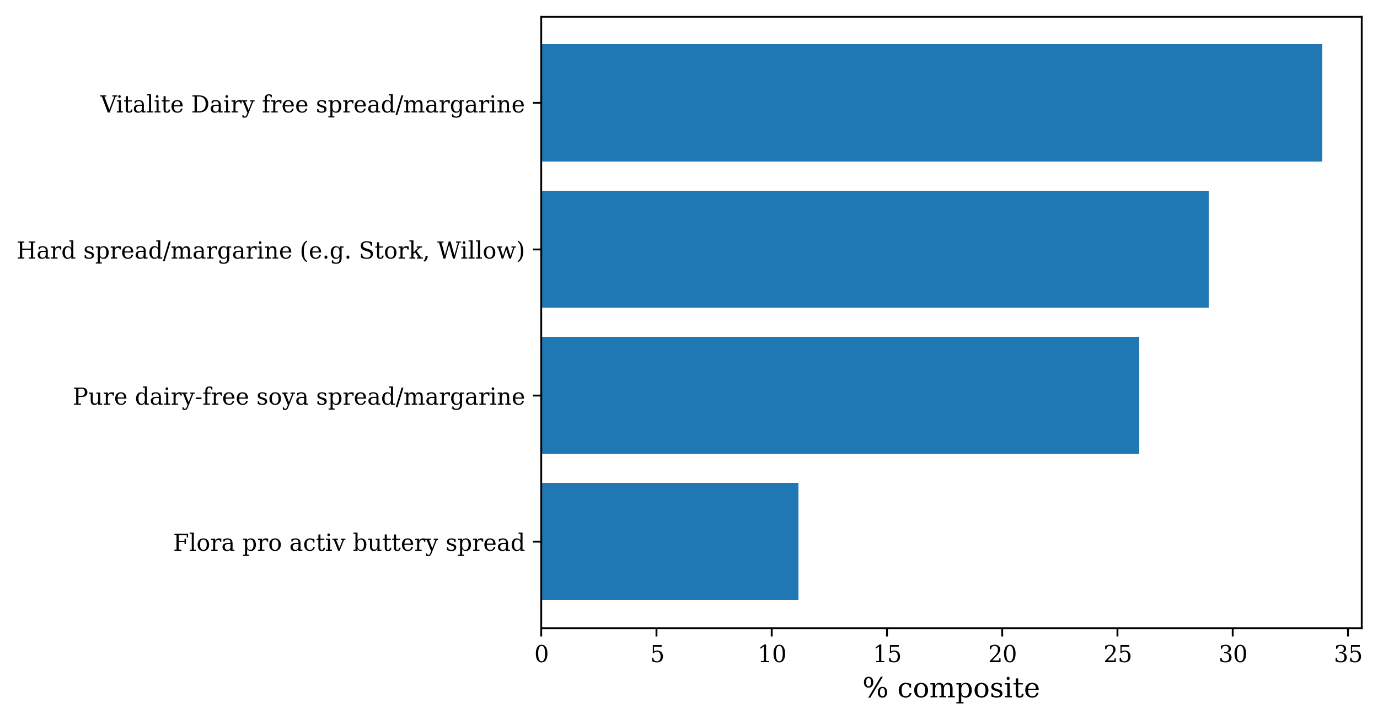 Vitalite Dairy free spread/margarine
Hard spread/margarine (e.g. Stork, Willow)
Pure dairy-free soya spread/margarine
Flora pro activ buttery spread
0 5 10 15 20 25 30 35
% composite